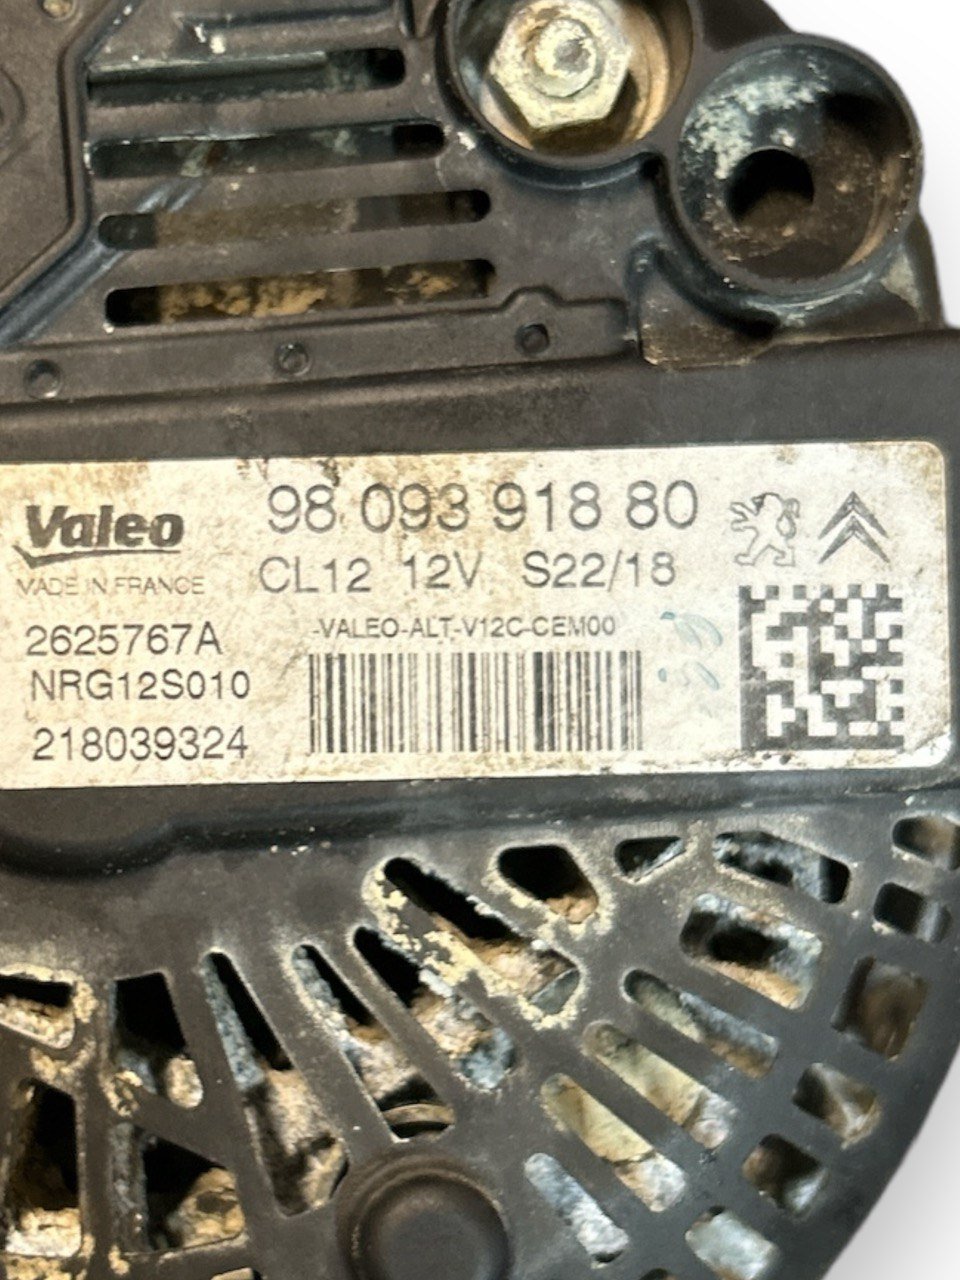 Valeo
MADE IN FRANCE
98 093 918 80
CL12 12V S22/18
-VALEO-ALT-V12C-CEM00
2625767A
NRG12S010
218039324